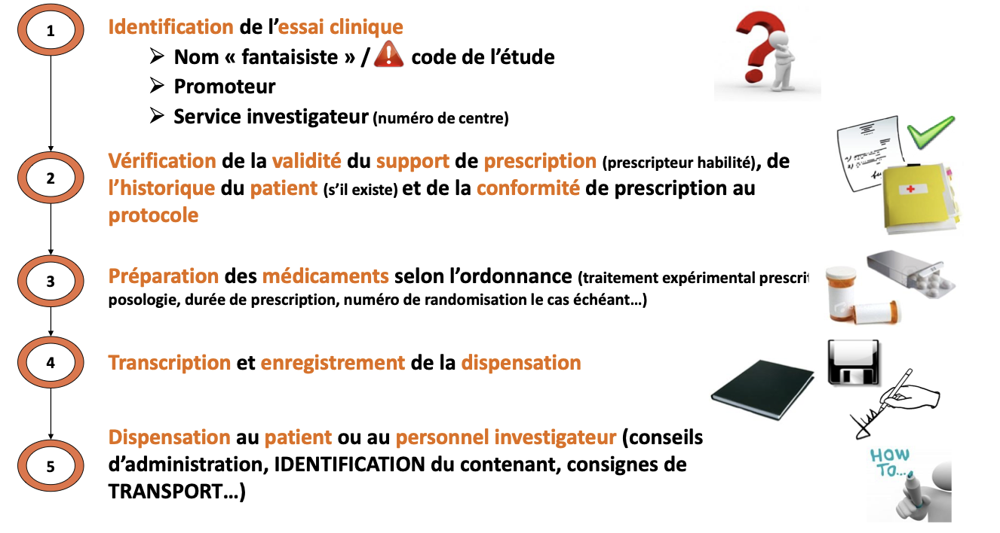 1
Identification de l’essai clinique
➢ Nom « fantaisiste » / code de l’étude
➢ Promoteur
➢ Service investigateur (numéro de centre)
2
Vérification de la validité du support de prescription (prescripteur habilité), de
l’historique du patient (s’il existe) et de la conformité de prescription au
protocole
3
Préparation des médicaments selon l’ordonnance (traitement expérimental prescrit
posologie, durée de prescription, numéro de randomisation le cas échéant…)
4
Transcription et enregistrement de la dispensation
5
Dispensation au patient ou au personnel investigateur (conseils
d’administration, IDENTIFICATION du contenant, consignes de
TRANSPORT…)
HOW
TO...